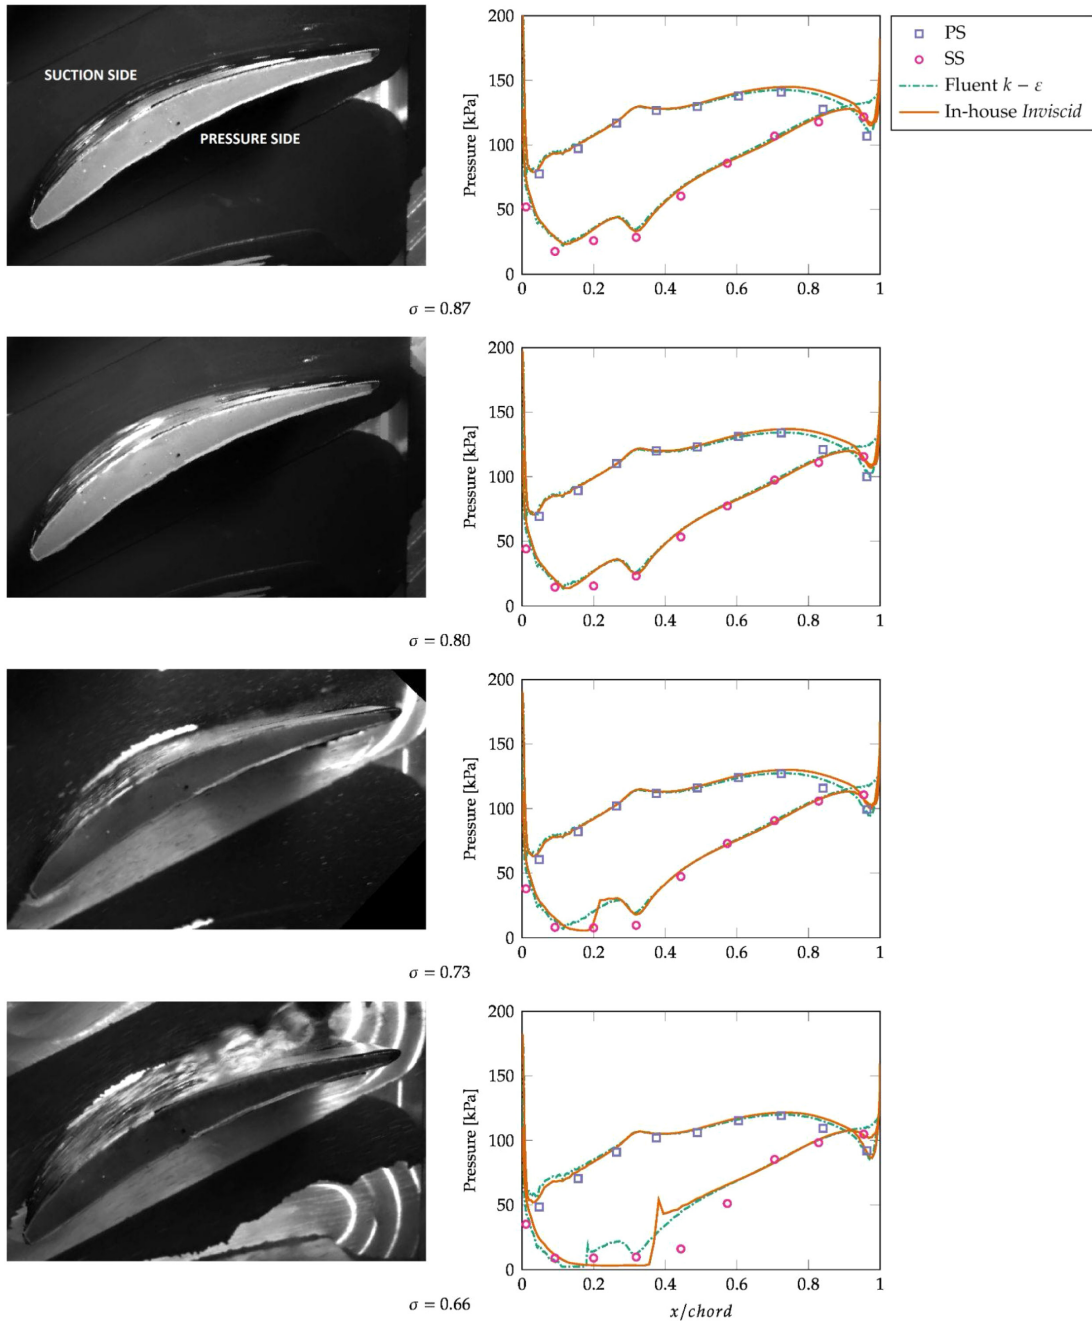 SUCTION SIDE
PRESSURE SIDE
200
150
100
50
0
Pressure [kPa]
0 0.2 0.4 0.6 0.8 1
PS
SS
Fluent k − ε
In-house Inviscid
σ = 0.87
200
150
100
50
0
Pressure [kPa]
0 0.2 0.4 0.6 0.8 1
σ = 0.80
200
150
100
50
0
Pressure [kPa]
0 0.2 0.4 0.6 0.8 1
σ = 0.73
200
150
100
50
0
Pressure [kPa]
0 0.2 0.4 0.6 0.8 1
x/chord
σ = 0.66